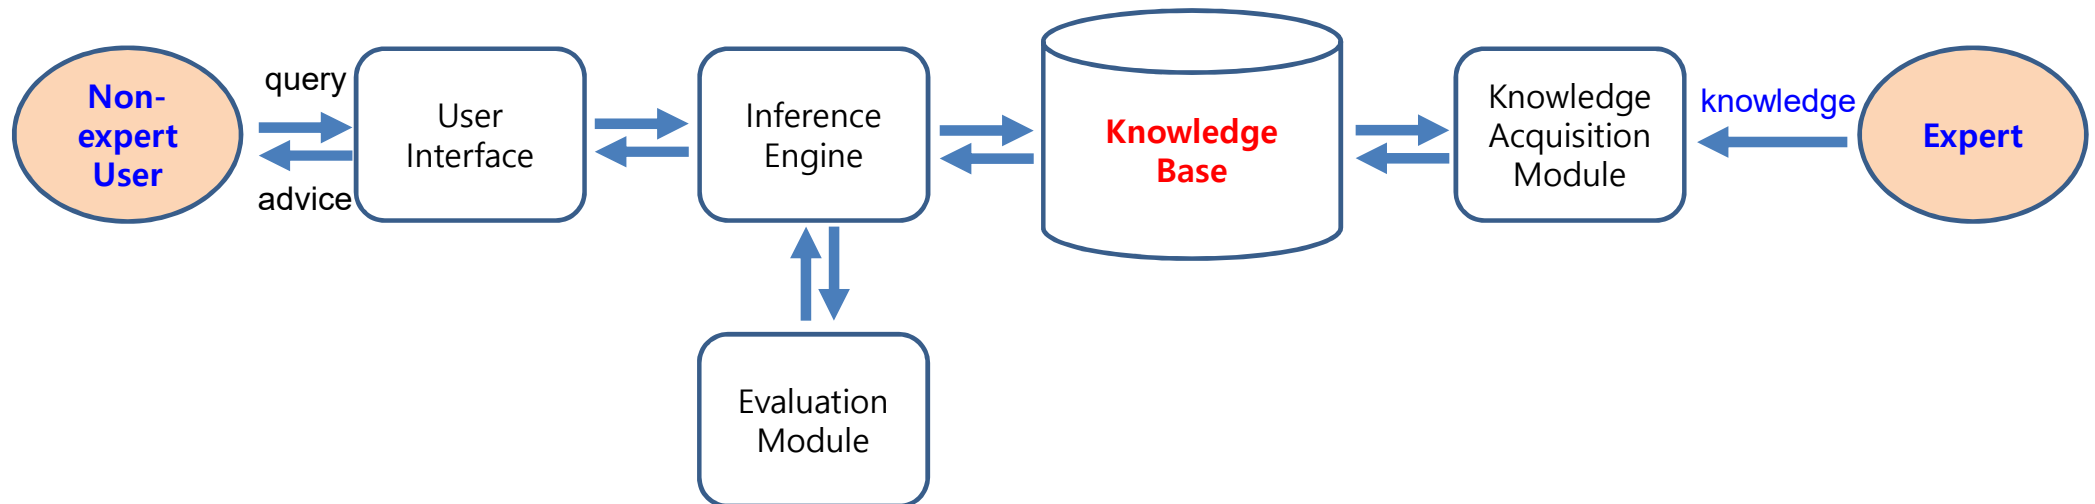 Non-
expert
User
query
advice
User
Interface
Inference
Engine
Evaluation
Module
Knowledge
Base
Knowledge
Acquisition
Module
knowledge
Expert